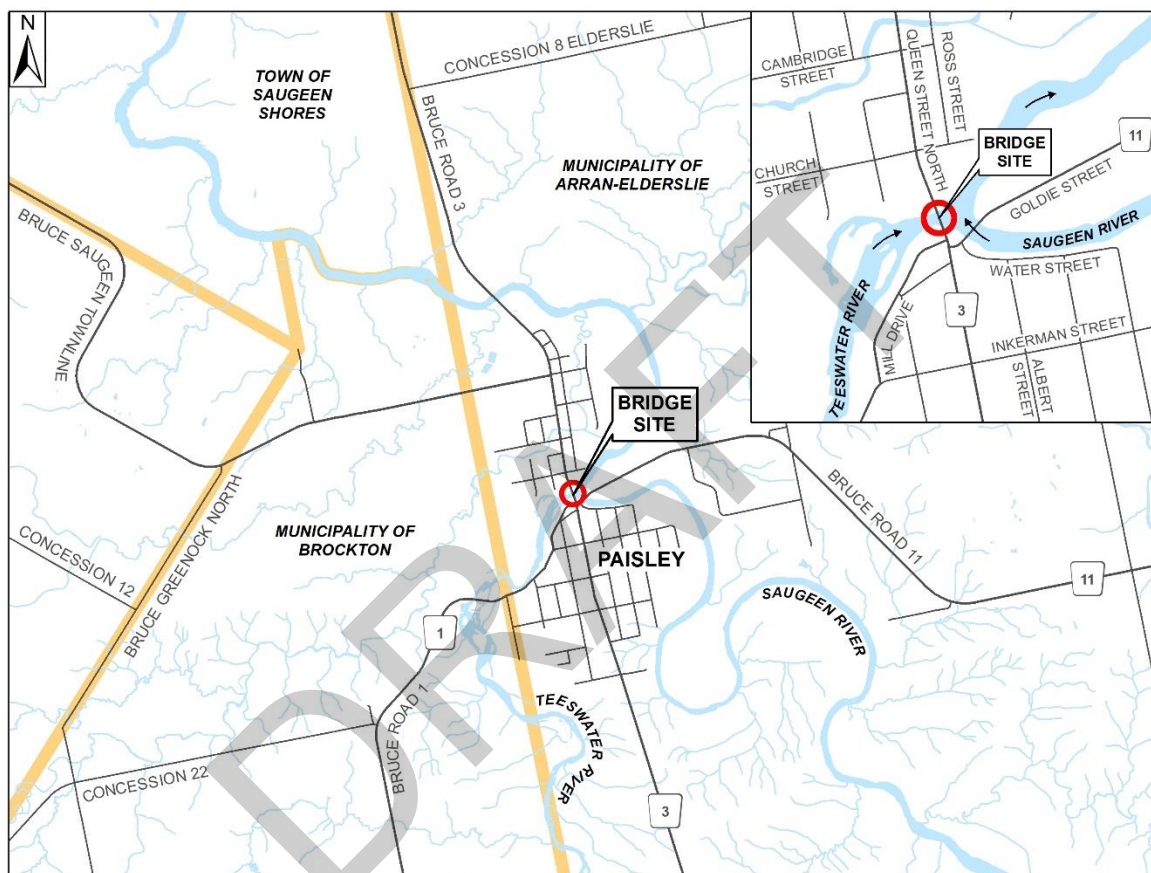 N
CONCESSION 8 ELDERSLIE
TOWN OF
SAUGEEN
SHORES
BRUCE ROAD 3
MUNICIPALITY OF
ARRAN-ELDERSLIE
BRUCE SAUGEEN TOWNLINE
BRIDGE
SITE
MUNICIPALITY OF
BROCKTON
CONCESSION 12
BRUCE GREENOCK NORTH
PAISLEY
BRUCE ROAD 11
11
SAUGEEN RIVER
1
BRUCE ROAD 1
TEESWATER RIVER
CONCESSION 22
3
DRAFT
CAMBRIDGE
STREET
QUEEN STREET NORTH
ROSS STREET
BRIDGE
SITE
11
CHURCH
STREET
GOLDIE STREET
SAUGEEN RIVER
WATER STREET
TEESWATER RIVER
MILL DRIVE
3
INKERMAN STREET
ALBERT
STREET